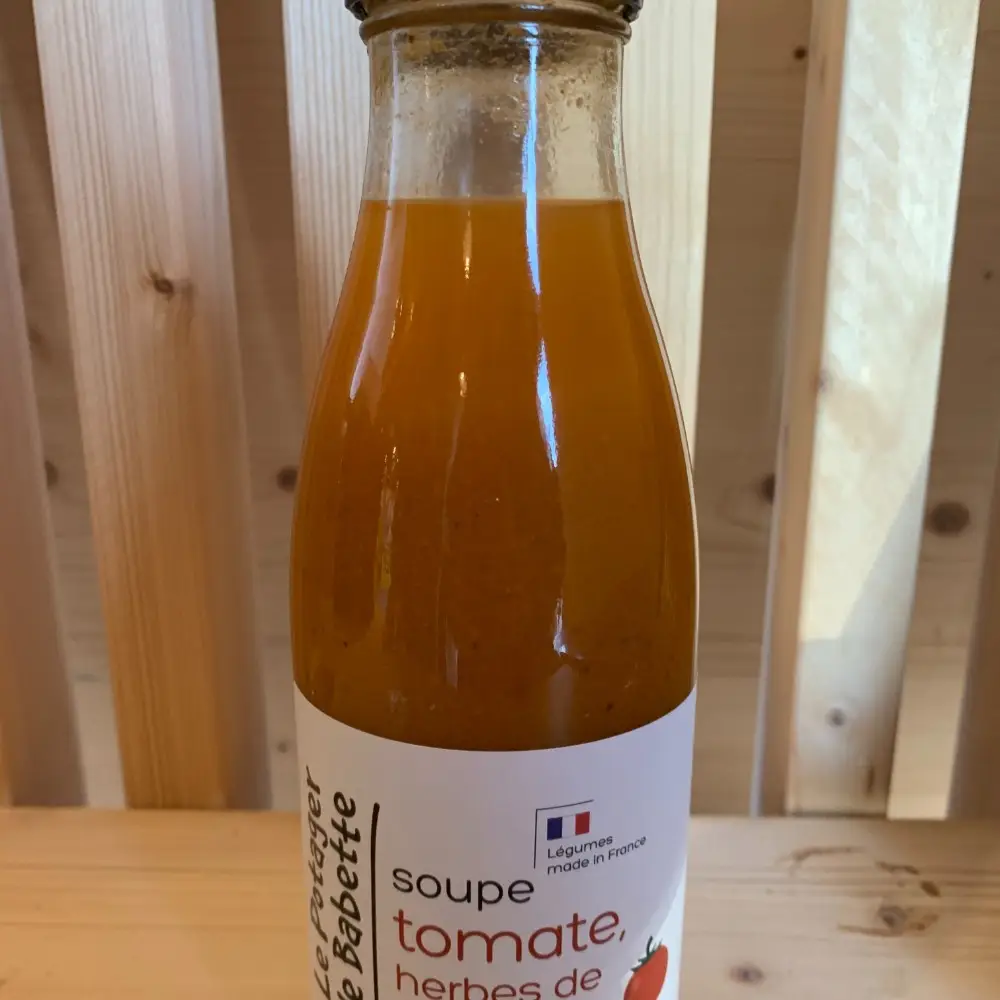 Le Potager
de Babette
Légumes
made in France
soupe
tomate,
herbes de